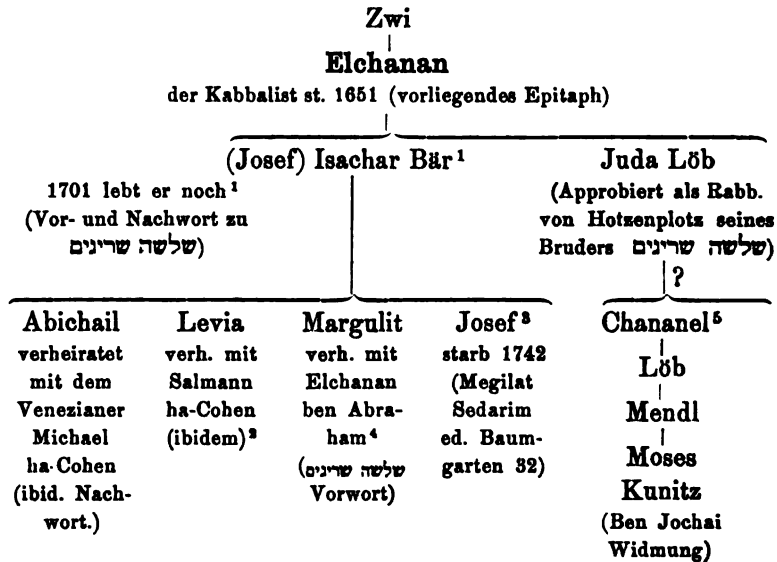 Zwi
Elchanan
der Kabbalist st. 1651 (vorliegendes Epitaph)
(Josef) Isachar Bär¹
1701 lebt er noch¹
(Vor- und Nachwort zu
שלשה שריגים)
Juda Löb
(Approbiert als Rabb.
von Hotzenplotz seines
Bruders שלשה שריגים)
?
Abichail
verheiratet
mit dem
Venezianer
Michael
ha-Cohen
(ibid. Nach-
wort.)
Levia
verh. mit
Salmann
ha-Cohen
(ibidem)²
Margulit
verh. mit
Elchanan
ben Abra-
ham⁴
(שלשה שריגים
Vorwort)
Josef³
starb 1742
(Megilat
Sedarim
ed. Baum-
garten 32)
Chananel⁵
Löb
Mendl
Moses
Kunitz
(Ben Jochai
Widmung)